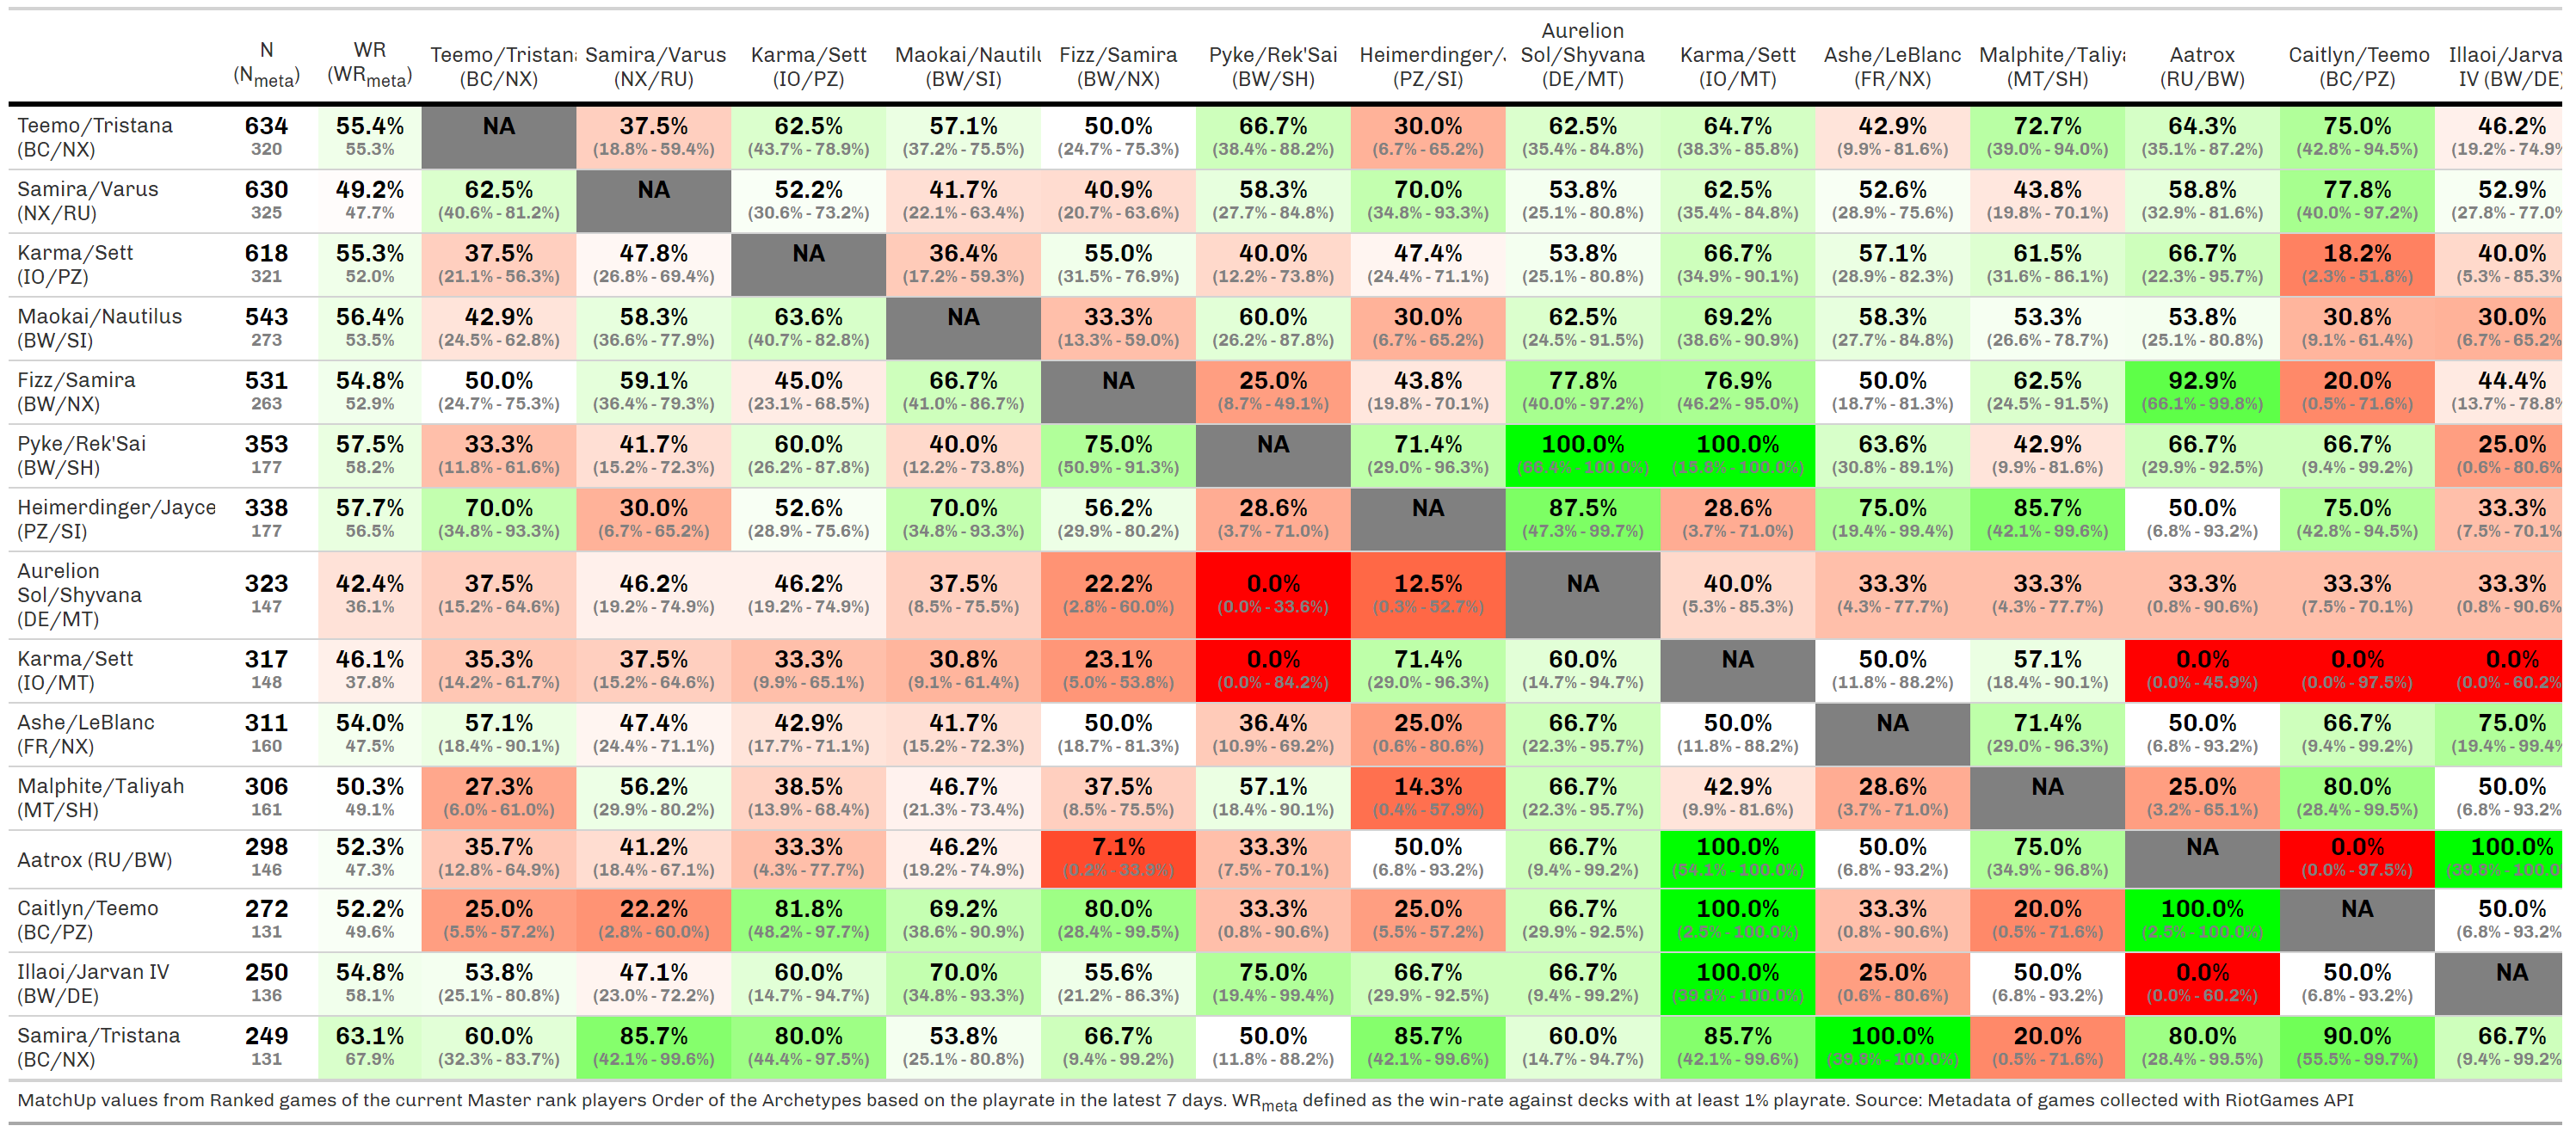 N WR Aurelion
(Nmeta) (WRmeta) Teemo/Tristana Samira/Varus Karma/Sett Maokai/Nautilu Fizz/Samira Pyke/Rek'Sai Heimerdinger/J Sol/Shyvana Karma/Sett Ashe/LeBlanc Malphite/Taliya Aatrox Caitlyn/Teemo Illaoi/Jarva
(BC/NX) (NX/RU) (IO/PZ) (BW/SI) (BW/NX) (BW/SH) (PZ/SI) (DE/MT) (IO/MT) (FR/NX) (MT/SH) (RU/BW) (BC/PZ) IV (BW/DE)
Teemo/Tristana 634 55.4% NA 37.5% 62.5% 57.1% 50.0% 66.7% 30.0% 62.5% 64.7% 42.9% 72.7% 64.3% 75.0% 46.2%
(BC/NX) 320 55.3% (18.8% - 59.4%) (43.7% - 78.9%) (37.2% - 75.5%) (24.7% - 75.3%) (38.4% - 88.2%) (6.7% - 65.2%) (35.4% - 84.8%) (38.3% - 85.8%) (9.9% - 81.6%) (39.0% - 94.0%) (35.1% - 87.2%) (42.8% - 94.5%) (19.2% - 74.9%
Samira/Varus 630 49.2% 62.5% NA 52.2% 41.7% 40.9% 58.3% 70.0% 53.8% 62.5% 52.6% 43.8% 58.8% 77.8% 52.9%
(NX/RU) 325 47.7% (40.6% - 81.2%) (30.6% - 73.2%) (22.1% - 63.4%) (20.7% - 63.6%) (27.7% - 84.8%) (34.8% - 93.3%) (25.1% - 80.8%) (35.4% - 84.8%) (28.9% - 75.6%) (19.8% - 70.1%) (32.9% - 81.6%) (40.0% - 97.2%) (27.8% - 77.0%
Karma/Sett 618 55.3% 37.5% 47.8% NA 36.4% 55.0% 40.0% 47.4% 53.8% 66.7% 57.1% 61.5% 66.7% 18.2% 40.0%
(IO/PZ) 321 52.0% (21.1% - 56.3%) (26.8% - 69.4%) (17.2% - 59.3%) (31.5% - 76.9%) (12.2% - 73.8%) (24.4% - 71.1%) (25.1% - 80.8%) (34.9% - 90.1%) (28.9% - 82.3%) (31.6% - 86.1%) (22.3% - 95.7%) (2.3% - 51.8%) (5.3% - 85.3%
Maokai/Nautilus 543 56.4% 42.9% 58.3% 63.6% NA 33.3% 60.0% 30.0% 62.5% 69.2% 58.3% 53.3% 53.8% 30.8% 30.0%
(BW/SI) 273 53.5% (24.5% - 62.8%) (36.6% - 77.9%) (40.7% - 82.8%) (13.3% - 59.0%) (26.2% - 87.8%) (6.7% - 65.2%) (24.5% - 91.5%) (38.6% - 90.9%) (27.7% - 84.8%) (26.6% - 78.7%) (25.1% - 80.8%) (9.1% - 61.4%) (6.7% - 65.2%
Fizz/Samira 531 54.8% 50.0% 59.1% 45.0% 66.7% NA 25.0% 43.8% 77.8% 76.9% 50.0% 62.5% 92.9% 20.0% 44.4%
(BW/NX) 263 52.9% (24.7% - 75.3%) (36.4% - 79.3%) (23.1% - 68.5%) (41.0% - 86.7%) (8.7% - 49.1%) (19.8% - 70.1%) (40.0% - 97.2%) (46.2% - 95.0%) (18.7% - 81.3%) (24.5% - 91.5%) (66.1% - 99.8%) (0.5% - 71.6%) (13.7% - 78.8%
Pyke/Rek'Sai 353 57.5% 33.3% 41.7% 60.0% 40.0% 75.0% NA 71.4% 100.0% 100.0% 63.6% 42.9% 66.7% 66.7% 25.0%
(BW/SH) 177 58.2% (11.8% - 61.6%) (15.2% - 72.3%) (26.2% - 87.8%) (12.2% - 73.8%) (50.9% - 91.3%) (29.0% - 96.3%) (66.4% - 100.0%) (15.8% - 100.0%) (30.8% - 89.1%) (9.9% - 81.6%) (29.9% - 92.5%) (9.4% - 99.2%) (0.6% - 80.6%
Heimerdinger/Jayce 338 57.7% 70.0% 30.0% 52.6% 70.0% 56.2% 28.6% NA 87.5% 28.6% 75.0% 85.7% 50.0% 75.0% 33.3%
(PZ/SI) 177 56.5% (34.8% - 93.3%) (6.7% - 65.2%) (28.9% - 75.6%) (34.8% - 93.3%) (29.9% - 80.2%) (3.7% - 71.0%) (47.3% - 99.7%) (3.7% - 71.0%) (19.4% - 99.4%) (42.1% - 99.6%) (6.8% - 93.2%) (42.8% - 94.5%) (7.5% - 70.1%
Aurelion
Sol/Shyvana 323 42.4% 37.5% 46.2% 46.2% 37.5% 22.2% 0.0% 12.5% NA 40.0% 33.3% 33.3% 33.3% 33.3% 33.3%
(DE/MT) 147 36.1% (15.2% - 64.6%) (19.2% - 74.9%) (19.2% - 74.9%) (8.5% - 75.5%) (2.8% - 60.0%) (0.0% - 33.6%) (0.3% - 52.7%) (5.3% - 85.3%) (4.3% - 77.7%) (4.3% - 77.7%) (0.8% - 90.6%) (7.5% - 70.1%) (0.8% - 90.6%
Karma/Sett 317 46.1% 35.3% 37.5% 33.3% 30.8% 23.1% 0.0% 71.4% 60.0% NA 50.0% 57.1% 0.0% 0.0% 0.0%
(IO/MT) 148 37.8% (14.2% - 61.7%) (15.2% - 64.6%) (9.9% - 65.1%) (9.1% - 61.4%) (5.0% - 53.8%) (0.0% - 84.2%) (29.0% - 96.3%) (14.7% - 94.7%) (11.8% - 88.2%) (18.4% - 90.1%) (0.0% - 45.9%) (0.0% - 97.5%) (0.0% - 60.2%
Ashe/LeBlanc 311 54.0% 57.1% 47.4% 42.9% 41.7% 50.0% 36.4% 25.0% 66.7% 50.0% NA 71.4% 50.0% 66.7% 75.0%
(FR/NX) 160 47.5% (18.4% - 90.1%) (24.4% - 71.1%) (17.7% - 71.1%) (15.2% - 72.3%) (18.7% - 81.3%) (10.9% - 69.2%) (0.6% - 80.6%) (22.3% - 95.7%) (11.8% - 88.2%) (29.0% - 96.3%) (6.8% - 93.2%) (9.4% - 99.2%) (19.4% - 99.4%
Malphite/Taliyah 306 50.3% 27.3% 56.2% 38.5% 46.7% 37.5% 57.1% 14.3% 66.7% 42.9% 28.6% NA 25.0% 80.0% 50.0%
(MT/SH) 161 49.1% (6.0% - 61.0%) (29.9% - 80.2%) (13.9% - 68.4%) (21.3% - 73.4%) (8.5% - 75.5%) (18.4% - 90.1%) (0.4% - 57.9%) (22.3% - 95.7%) (9.9% - 81.6%) (3.7% - 71.0%) (3.2% - 65.1%) (28.4% - 99.5%) (6.8% - 93.2%
Aatrox (RU/BW) 298 52.3% 35.7% 41.2% 33.3% 46.2% 7.1% 33.3% 50.0% 66.7% 100.0% 50.0% 75.0% NA 0.0% 100.0%
146 47.3% (12.8% - 64.9%) (18.4% - 67.1%) (4.3% - 77.7%) (19.2% - 74.9%) (0.2% - 33.9%) (7.5% - 70.1%) (6.8% - 93.2%) (9.4% - 99.2%) (54.1% - 100.0%) (6.8% - 93.2%) (34.9% - 96.8%) (0.0% - 97.5%) (39.8% - 100.0
Caitlyn/Teemo 272 52.2% 25.0% 22.2% 81.8% 69.2% 80.0% 33.3% 25.0% 66.7% 100.0% 33.3% 20.0% 100.0% NA 50.0%
(BC/PZ) 131 49.6% (5.5% - 57.2%) (2.8% - 60.0%) (48.2% - 97.7%) (38.6% - 90.9%) (28.4% - 99.5%) (0.8% - 90.6%) (5.5% - 57.2%) (29.9% - 92.5%) (2.5% - 100.0%) (0.8% - 90.6%) (0.5% - 71.6%) (2.5% - 100.0%) (6.8% - 93.2%
Illaoi/Jarvan IV 250 54.8% 53.8% 47.1% 60.0% 70.0% 55.6% 75.0% 66.7% 66.7% 100.0% 25.0% 50.0% 0.0% 50.0% NA
(BW/DE) 136 58.1% (25.1% - 80.8%) (23.0% - 72.2%) (14.7% - 94.7%) (34.8% - 93.3%) (21.2% - 86.3%) (19.4% - 99.4%) (29.9% - 92.5%) (9.4% - 99.2%) (39.8% - 100.0%) (0.6% - 80.6%) (6.8% - 93.2%) (0.0% - 60.2%) (6.8% - 93.2%)
Samira/Tristana 249 63.1% 60.0% 85.7% 80.0% 53.8% 66.7% 50.0% 85.7% 60.0% 85.7% 100.0% 20.0% 80.0% 90.0% 66.7%
(BC/NX) 131 67.9% (32.3% - 83.7%) (42.1% - 99.6%) (44.4% - 97.5%) (25.1% - 80.8%) (9.4% - 99.2%) (11.8% - 88.2%) (42.1% - 99.6%) (14.7% - 94.7%) (42.1% - 99.6%) (39.8% - 100.0%) (0.5% - 71.6%) (28.4% - 99.5%) (55.5% - 99.7%) (9.4% - 99.2%
MatchUp values from Ranked games of the current Master rank players Order of the Archetypes based on the playrate in the latest 7 days. WRmeta defined as the win-rate against decks with at least 1% playrate. Source: Metadata of games collected with RiotGames API